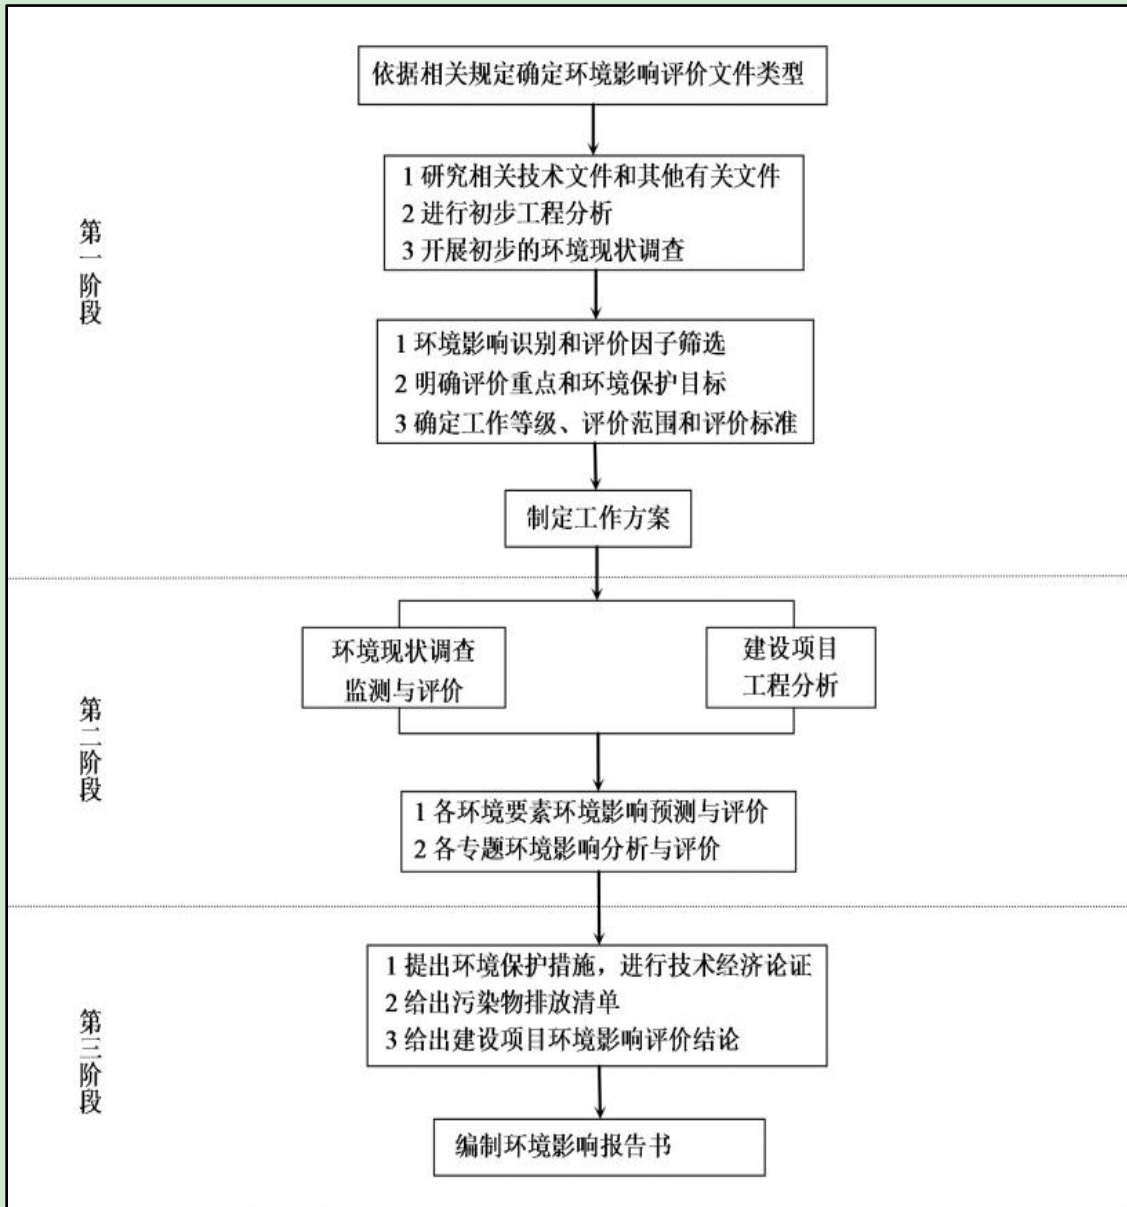 依据相关规定确定环境影响评价文件类型
1 研究相关技术文件和其他有关文件
2 进行初步工程分析
3 开展初步的环境现状调查
第一阶段
1 环境影响识别和评价因子筛选
2 明确评价重点和环境保护目标
3 确定工作等级、评价范围和评价标准
制定工作方案
环境现状调查
监测与评价
建设项目
工程分析
第二阶段
1 各环境要素环境影响预测与评价
2 各专题环境影响分析与评价
1 提出环境保护措施，进行技术经济论证
2 给出污染物排放清单
3 给出建设项目环境影响评价结论
第三阶段
编制环境影响报告书